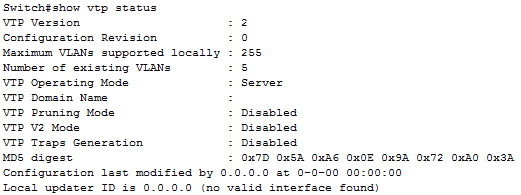 Switch#show vtp status
VTP Version                     : 2
Configuration Revision          : 0
Maximum VLANs supported locally : 255
Number of existing VLANs        : 5
VTP Operating Mode              : Server
VTP Domain Name                 :
VTP Pruning Mode                : Disabled
VTP V2 Mode                     : Disabled
VTP Traps Generation            : Disabled
MD5 digest                      : 0x7D 0x5A 0xA6 0x0E 0x9A 0x72 0xA0 0x3A
Configuration last modified by 0.0.0.0 at 0-0-00 00:00:00
Local updater ID is 0.0.0.0 (no valid interface found)